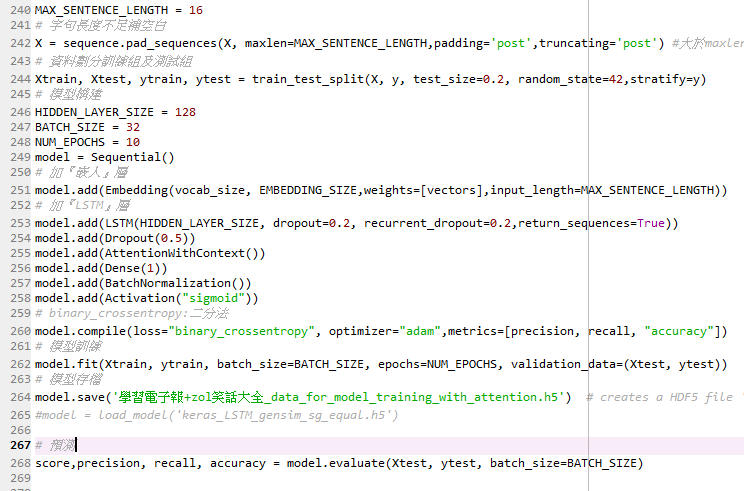 240 MAX_SENTENCE_LENGTH = 16
241 # 字句長度不足補空白
242 X = sequence.pad_sequences(X, maxlen=MAX_SENTENCE_LENGTH,padding='post',truncating='post') #大於maxlen
243 # 資料劃分訓練組及測試組
244 Xtrain, Xtest, ytrain, ytest = train_test_split(X, y, test_size=0.2, random_state=42,stratify=y)
245 # 模型構建
246 HIDDEN_LAYER_SIZE = 128
247 BATCH_SIZE = 32
248 NUM_EPOCHS = 10
249 model = Sequential()
250 # 加『嵌入』層
251 model.add(Embedding(vocab_size, EMBEDDING_SIZE,weights=[vectors],input_length=MAX_SENTENCE_LENGTH))
252 # 加『LSTM』層
253 model.add(LSTM(HIDDEN_LAYER_SIZE, dropout=0.2, recurrent_dropout=0.2,return_sequences=True))
254 model.add(Dropout(0.5))
255 model.add(AttentionWithContext())
256 model.add(Dense(1))
257 model.add(BatchNormalization())
258 model.add(Activation("sigmoid"))
259 # binary_crossentropy:二分法
260 model.compile(loss="binary_crossentropy", optimizer="adam",metrics=[precision, recall, "accuracy"])
261 # 模型訓練
262 model.fit(Xtrain, ytrain, batch_size=BATCH_SIZE, epochs=NUM_EPOCHS, validation_data=(Xtest, ytest))
263 # 模型存檔
264 model.save('學習電子報+zol笑話大全_data_for_model_training_with_attention.h5')  # creates a HDF5 file '
265 #model = load_model('keras_LSTM_gensim_sg_equal.h5')
266
267 # 預測
268 score,precision, recall, accuracy = model.evaluate(Xtest, ytest, batch_size=BATCH_SIZE)
269